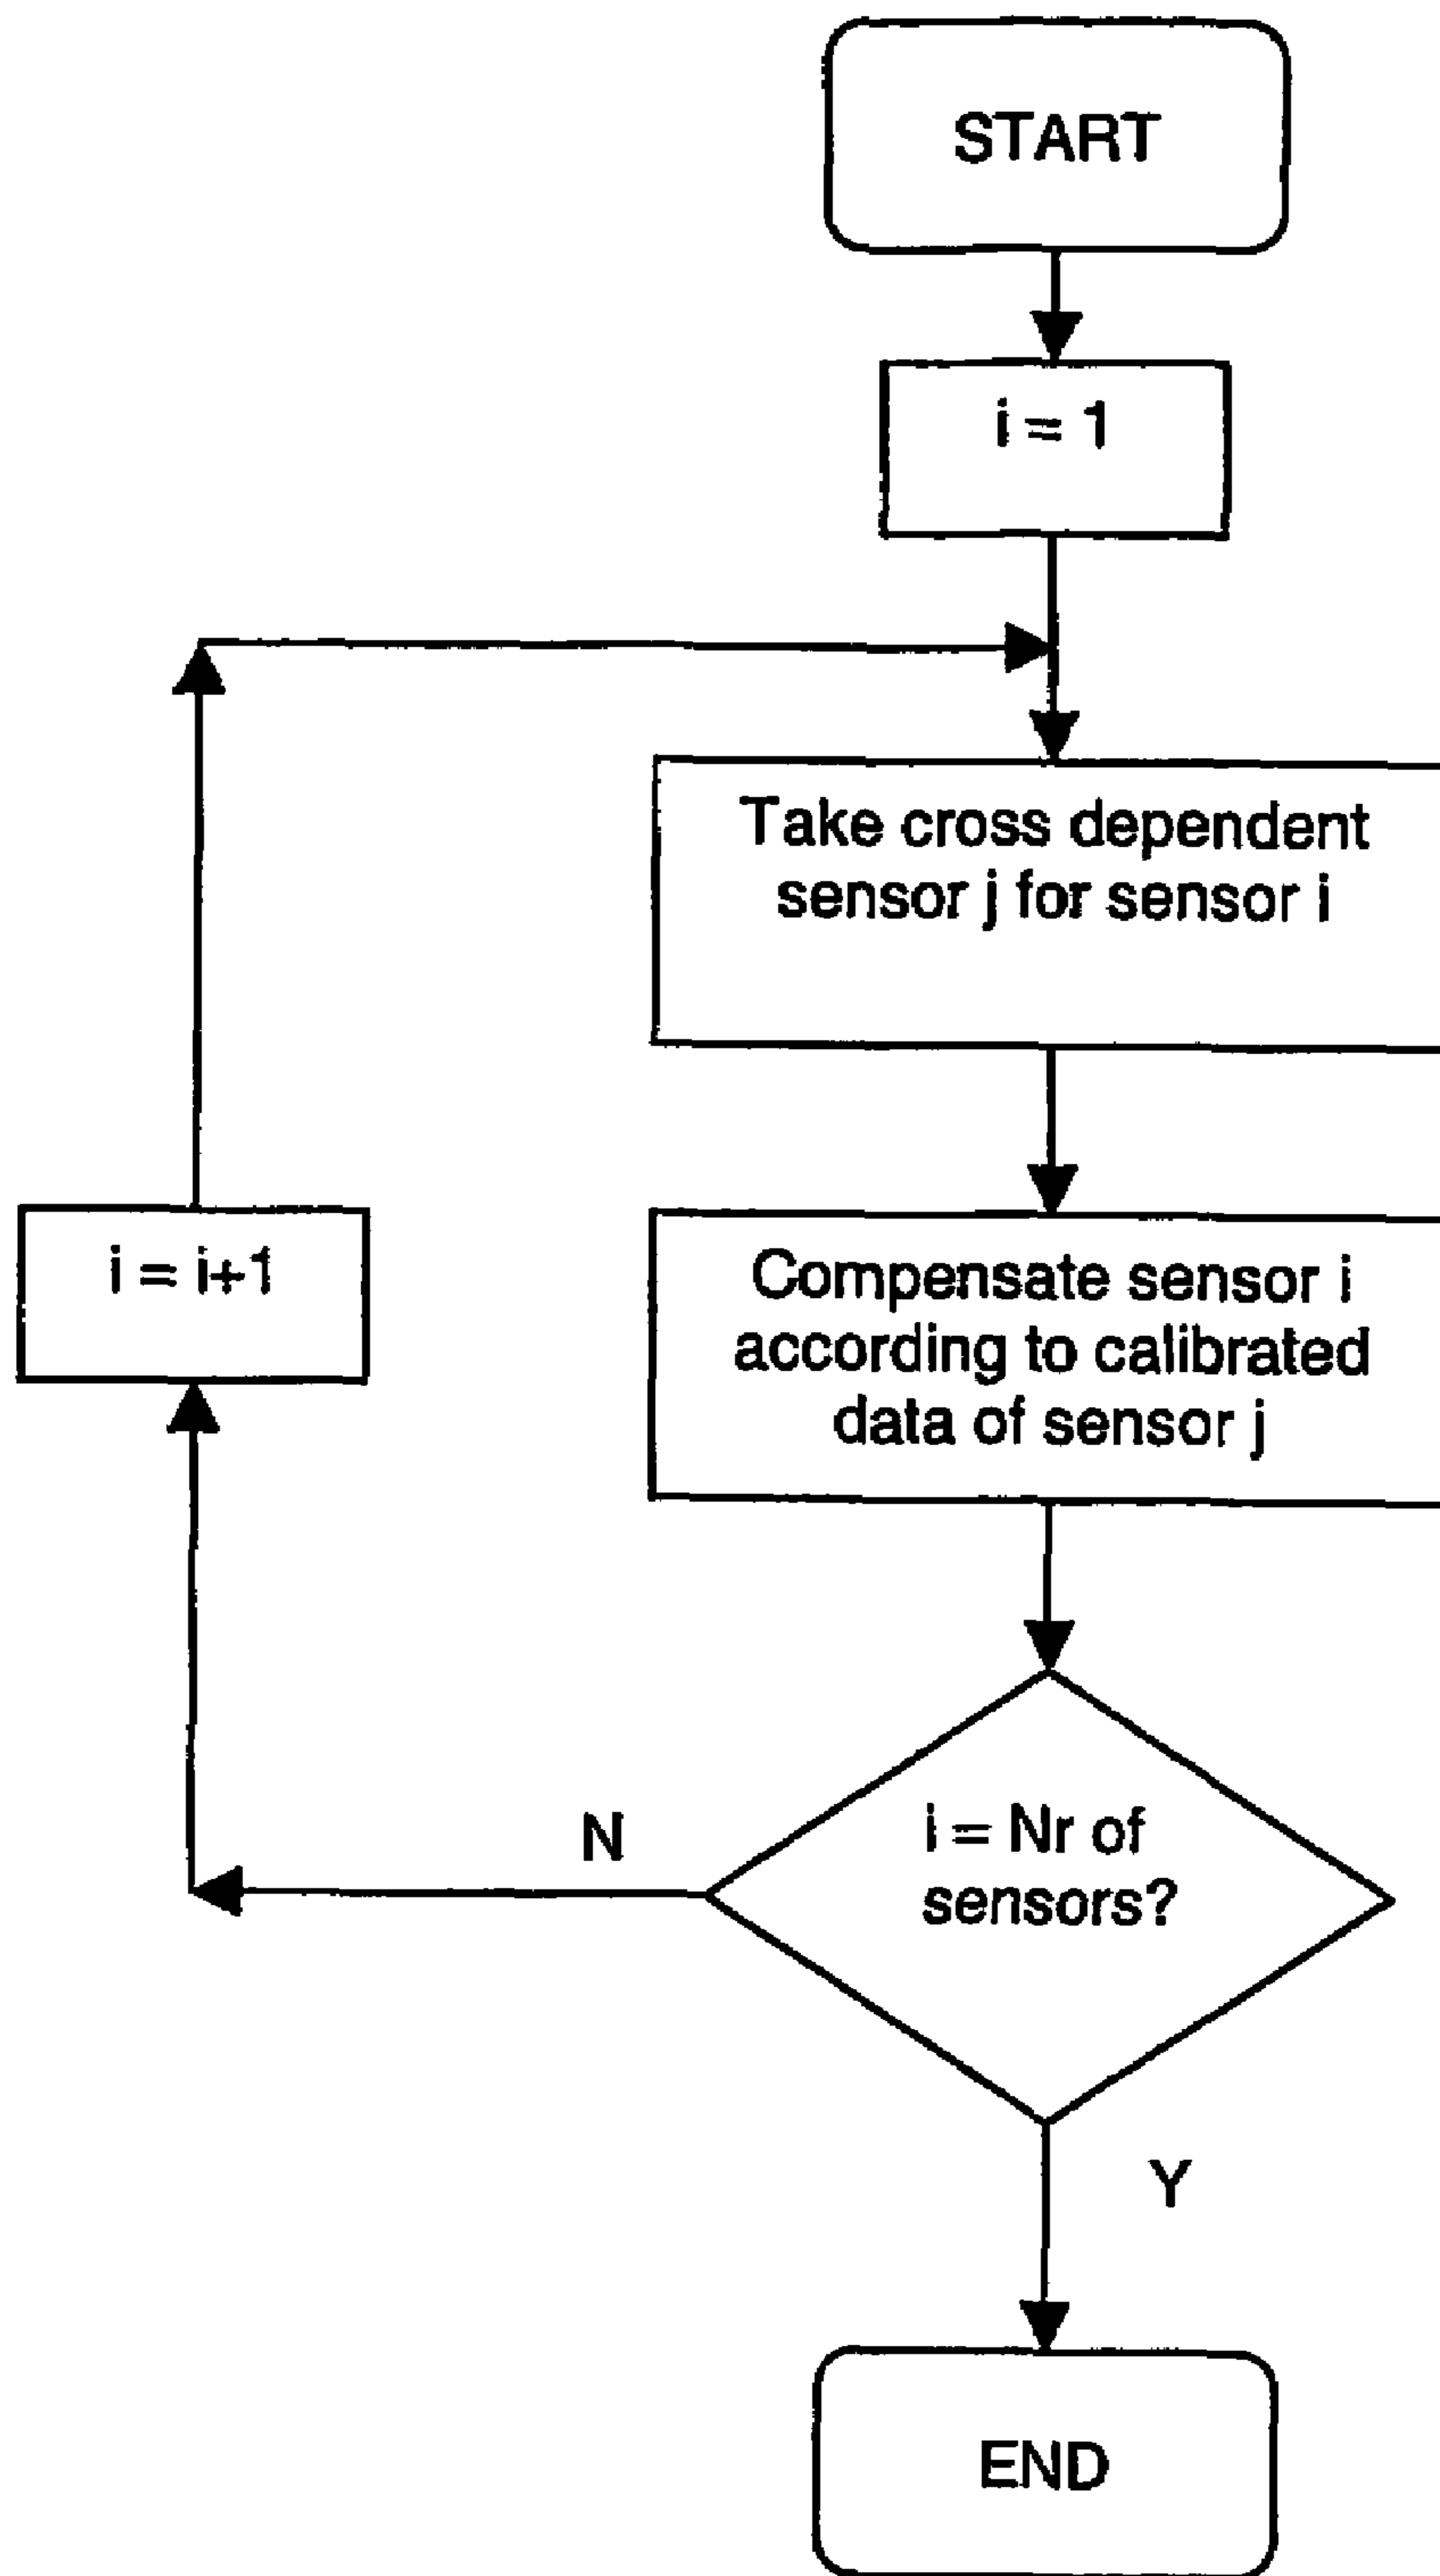 START
i = 1
Take cross dependent
sensor j for sensor i
i = i+1
Compensate sensor i
according to calibrated
data of sensor j
i = Nr of
sensors?
N
Y
END